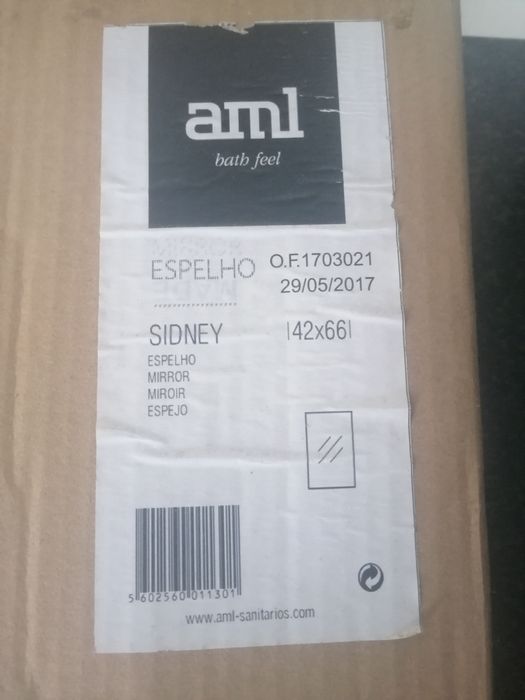 aml
bath feel
ESPELHO O.F.1703021
29/05/2017
SIDNEY |42x66|
ESPELHO
MIRROR
MIROIR
ESPEJO
5 602560 011301
www.aml-sanitarios.com